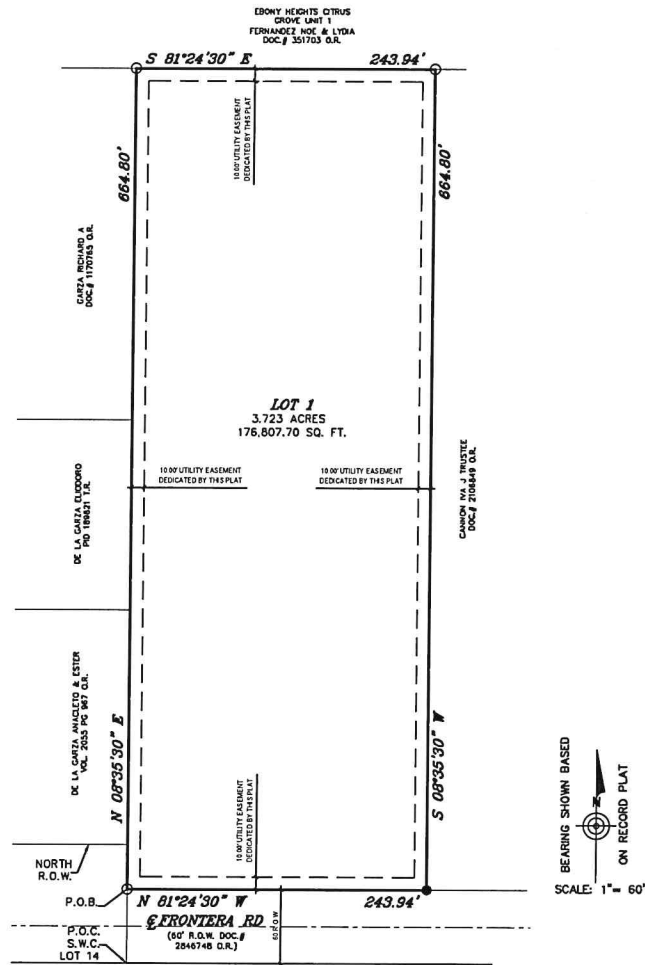 EBONY HEIGHTS CITRUS
GROVE UNIT 1
FERNANDEZ NOE & LYDIA
DOC.# 351703 O.R.
S 81°24'30" E
243.94'
664.80'
664.80'
10.00' UTILITY EASEMENT
DEDICATED BY THIS PLAT
GARZA RICHARD A
DOC.# 1170765 O.R.
LOT 1
3.723 ACRES
176,807.70 SQ. FT.
10.00' UTILITY EASEMENT
DEDICATED BY THIS PLAT
10.00' UTILITY EASEMENT
DEDICATED BY THIS PLAT
DE LA GARZA ELIODORO
PID 189821 T.R.
CANNON IVA J TRUSTEE
DOC.# 2106849 O.R.
DE LA GARZA ANACLETO & ESTER
VOL. 2055 PG 967 O.R.
N 08°35'30" E
S 08°35'30" W
10.00' UTILITY EASEMENT
DEDICATED BY THIS PLAT
BEARING SHOWN BASED
ON RECORD PLAT
N
SCALE: 1"= 60'
NORTH
R.O.W.
P.O.B.
N 81°24'30" W
243.94'
℄ FRONTERA RD
(60' R.O.W. DOC.#
2846748 O.R.)
60 R.O.W
P.O.C.
S.W.C.
LOT 14